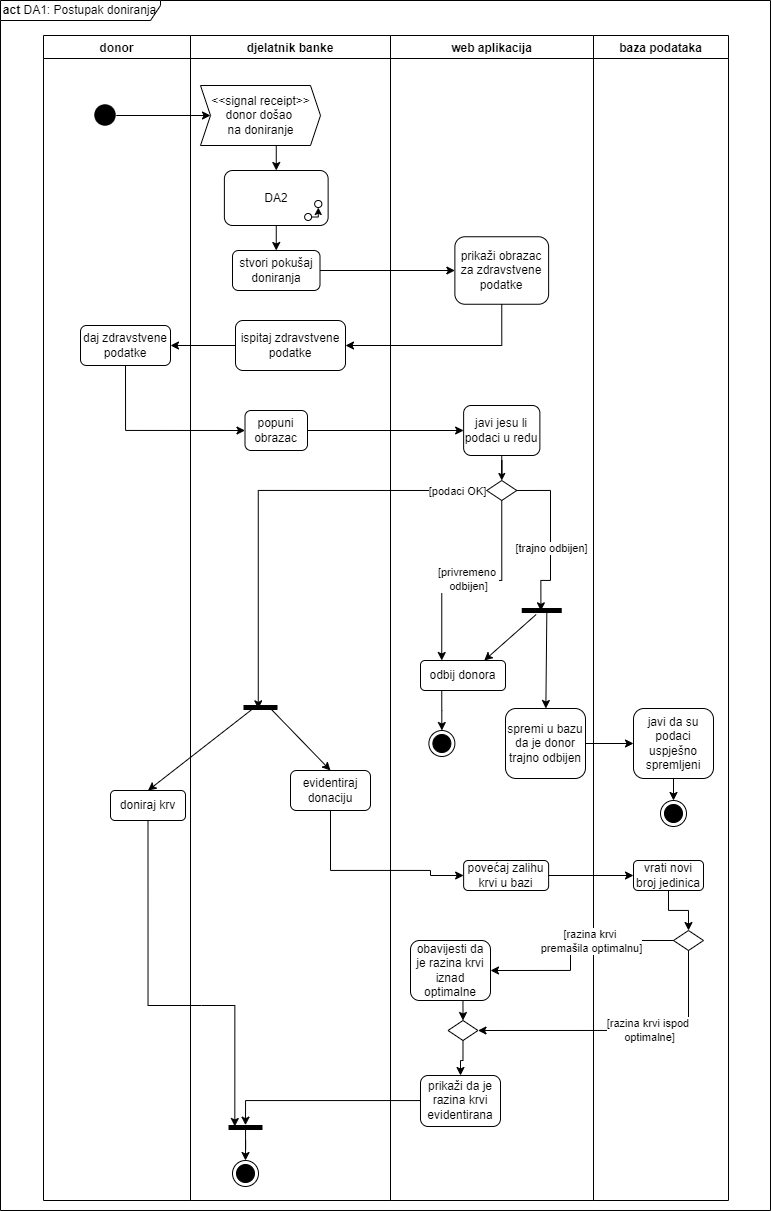 act DA1: Postupak doniranja
donor
djelatnik banke
web aplikacija
baza podataka
<<signal receipt>>
donor došao
na doniranje
DA2
stvori pokušaj
doniranja
prikaži obrazac
za zdravstvene
podatke
daj zdravstvene
podatke
ispitaj zdravstvene
podatke
popuni
obrazac
javi jesu li
podaci u redu
[podaci OK]
[trajno odbijen]
[privremeno
odbijen]
odbij donora
spremi u bazu
da je donor
trajno odbijen
javi da su
podaci
uspješno
spremljeni
doniraj krv
evidentiraj
donaciju
povećaj zalihu
krvi u bazi
vrati novi
broj jedinica
[razina krvi
premašila optimalnu]
obavijesti da
je razina krvi
iznad
optimalne
[razina krvi ispod
optimalne]
prikaži da je
razina krvi
evidentirana